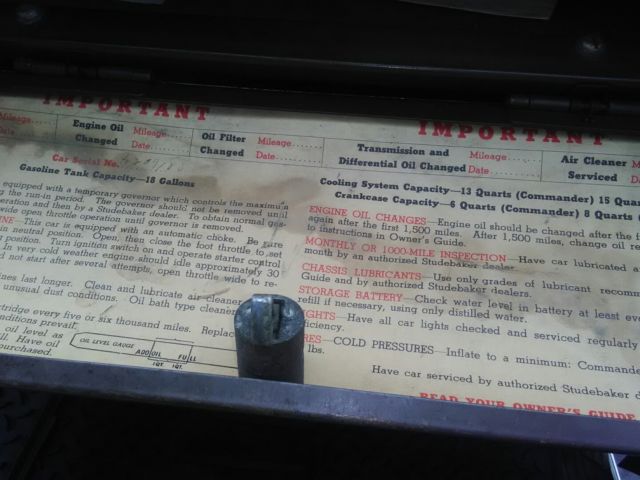 IMPORTANT
IMPORTANT
Mileage
Date
Engine Oil Changed
Mileage
Date
Oil Filter Changed
Mileage
Date
Transmission and
Differential Oil Changed
Mileage
Date
Air Cleaner
Serviced
Car Serial No.
Gasoline Tank Capacity—18 Gallons
equipped with a temporary governor which controls the maximum
the run-in period. The governor should not be removed until
eration and then by a Studebaker dealer. To obtain normal gas
wide open throttle operation until governor is removed.
INE—This car is equipped with an automatic choke. Be sure
in neutral position. Open, then close the foot throttle to set
position. Turn ignition switch on and operate starter control.
In very cold weather engine should idle approximately 30
not start after several attempts, open throttle wide to re-
ines last longer. Clean and lubricate air cleaner
unusual dust conditions. Oil bath type cleaner
rtridge every five or six thousand miles.
nditions prevail.
oil level as
ll. Have oil
purchased.
OIL LEVEL GAUGE
ADD OIL
FULL
1 QT.
1 QT.
Cooling System Capacity—13 Quarts (Commander) 15 Quar
Crankcase Capacity—6 Quarts (Commander) 8 Quarts
ENGINE OIL CHANGES—Engine oil should be changed after the f
again after the first 1,500 miles. After 1,500 miles, change oil re
to instructions in Owner's Guide.
MONTHLY OR 1000-MILE INSPECTION—Have car lubricated
month by an authorized Studebaker dealer
CHASSIS LUBRICANTS—Use only grades of lubricant recom
Guide and by authorized Studebaker dealers.
STORAGE BATTERY—Check water level in battery at least eve
refill if necessary, using only distilled water.
IGHTS—Have all car lights checked and serviced regularly
ficiency.
RES—COLD PRESSURES—Inflate to a minimum: Commande
lbs.
Have car serviced by authorized Studebaker d
READ YOUR OWNER'S GUIDE